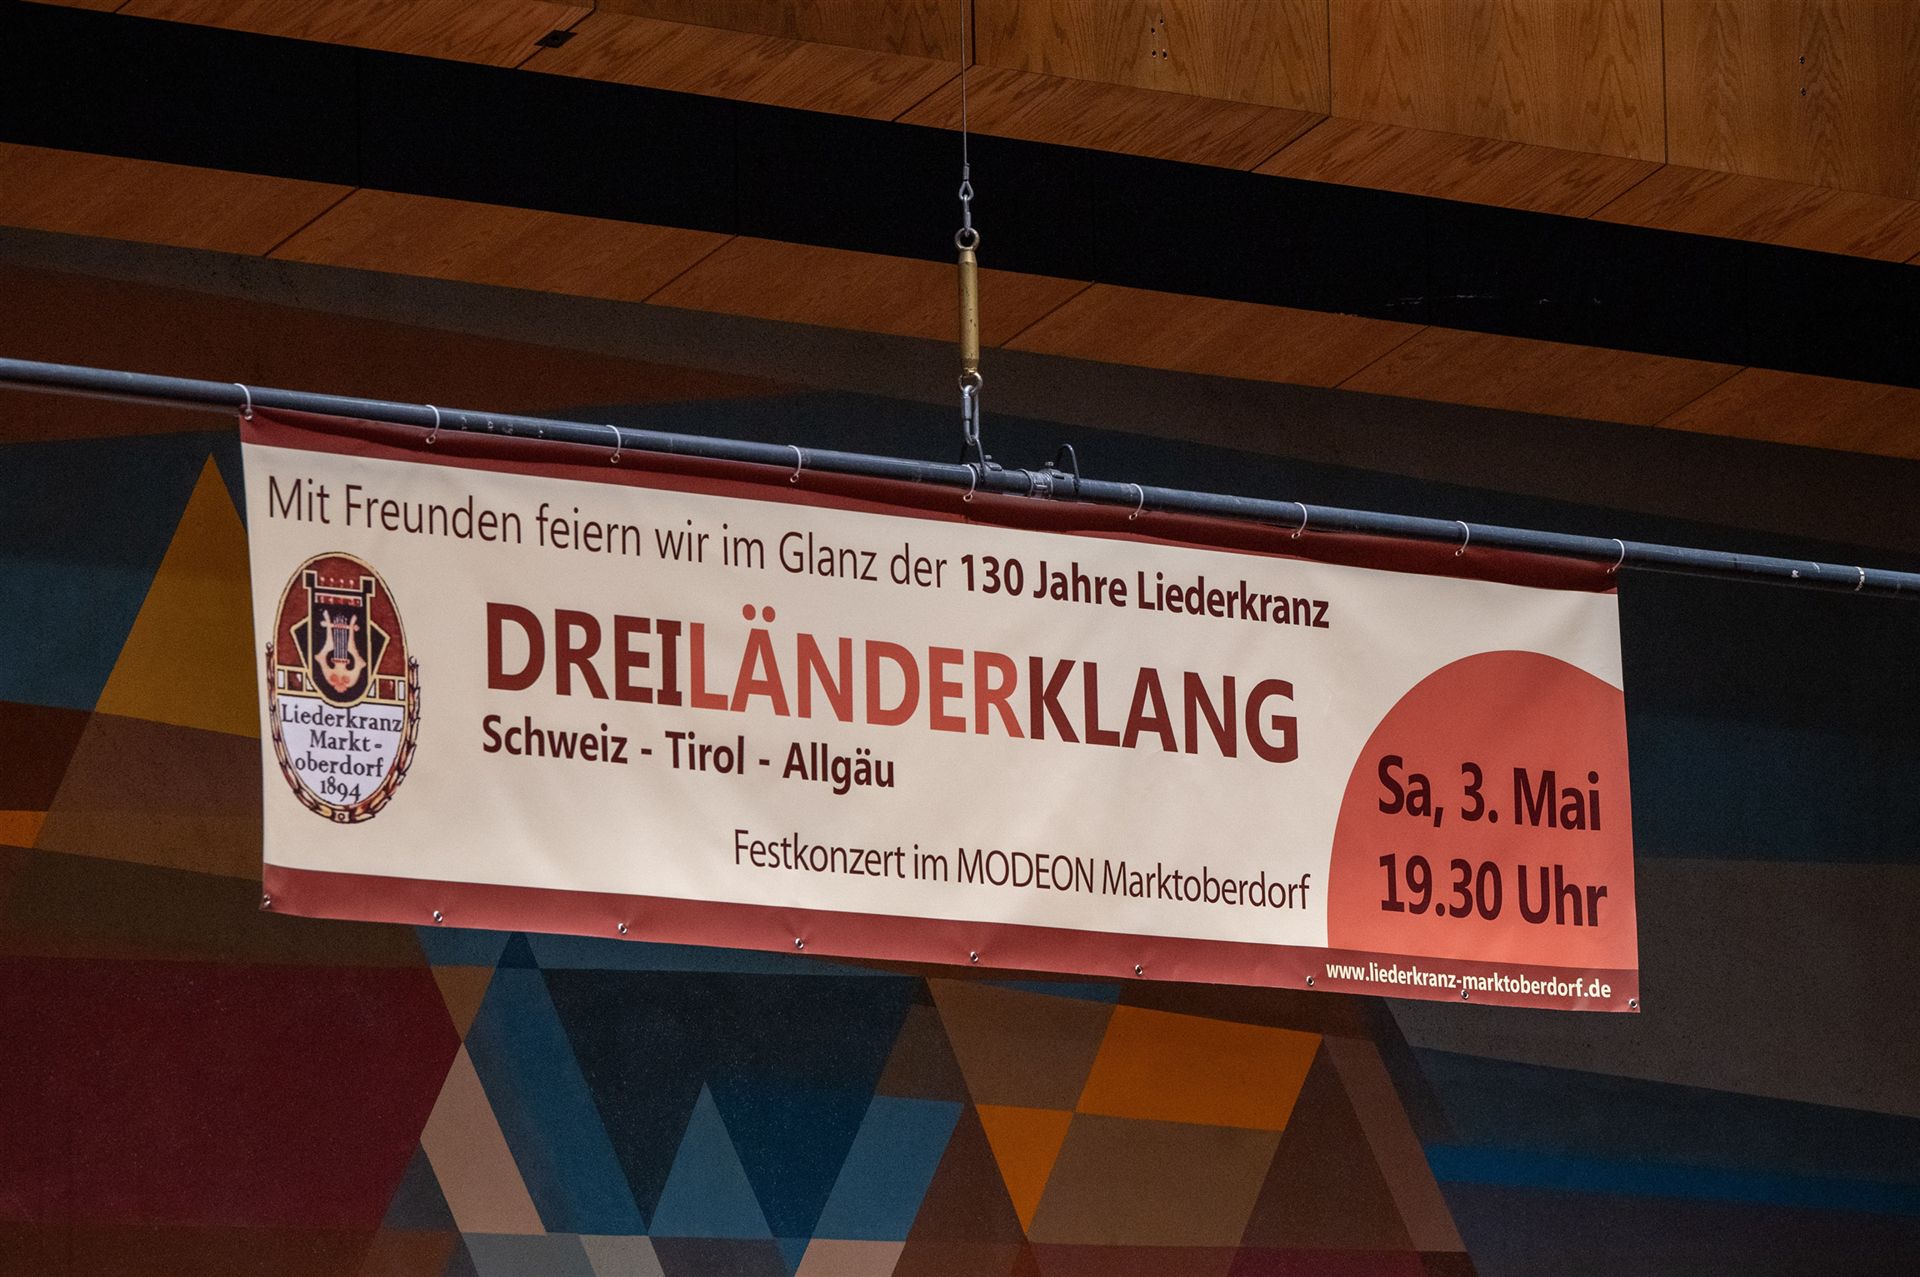 Mit Freunden feiern wir im Glanz der 130 Jahre Liederkranz
DREILÄNDERKLANG
Schweiz - Tirol - Allgäu
Festkonzert im MODEON Marktoberdorf
Liederkranz
Markt-
oberdorf
1894
Sa, 3. Mai
19.30 Uhr
www.liederkranz-marktoberdorf.de